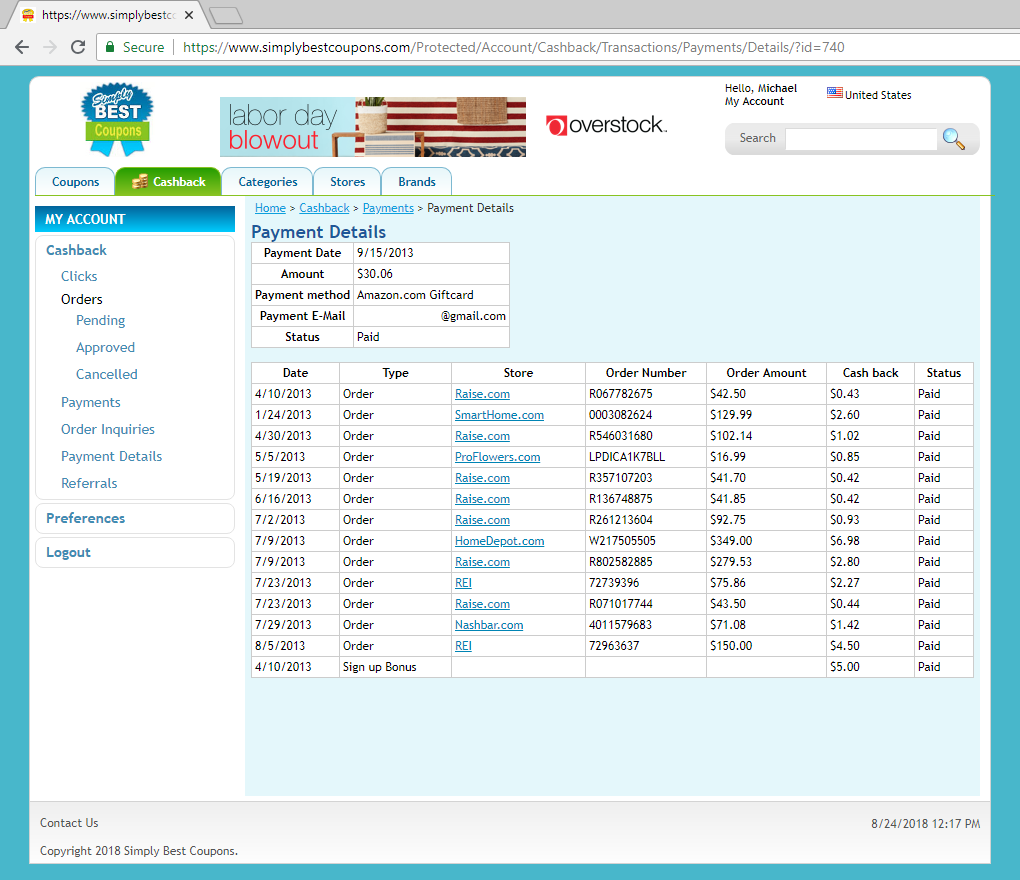 https://www.simplybestc
Secure https://www.simplybestcoupons.com/Protected/Account/Cashback/Transactions/Payments/Details/?id=740
Simply
BEST
Coupons
labor day
blowout
overstock.
Hello, Michael
My Account
United States
Search
Coupons Cashback Categories Stores Brands
MY ACCOUNT
Cashback
Clicks
Orders
Pending
Approved
Cancelled
Payments
Order Inquiries
Payment Details
Referrals
Preferences
Logout
Home > Cashback > Payments > Payment Details
Payment Details
Payment Date 9/15/2013
Amount $30.06
Payment method Amazon.com Giftcard
Payment E-Mail @gmail.com
Status Paid
Date Type Store Order Number Order Amount Cash back Status
4/10/2013 Order Raise.com R067782675 $42.50 $0.43 Paid
1/24/2013 Order SmartHome.com 0003082624 $129.99 $2.60 Paid
4/30/2013 Order Raise.com R546031680 $102.14 $1.02 Paid
5/5/2013 Order ProFlowers.com LPDICA1K7BLL $16.99 $0.85 Paid
5/19/2013 Order Raise.com R357107203 $41.70 $0.42 Paid
6/16/2013 Order Raise.com R136748875 $41.85 $0.42 Paid
7/2/2013 Order Raise.com R261213604 $92.75 $0.93 Paid
7/9/2013 Order HomeDepot.com W217505505 $349.00 $6.98 Paid
7/9/2013 Order Raise.com R802582885 $279.53 $2.80 Paid
7/23/2013 Order REI 72739396 $75.86 $2.27 Paid
7/23/2013 Order Raise.com R071017744 $43.50 $0.44 Paid
7/29/2013 Order Nashbar.com 4011579683 $71.08 $1.42 Paid
8/5/2013 Order REI 72963637 $150.00 $4.50 Paid
4/10/2013 Sign up Bonus $5.00 Paid
Contact Us
8/24/2018 12:17 PM
Copyright 2018 Simply Best Coupons.